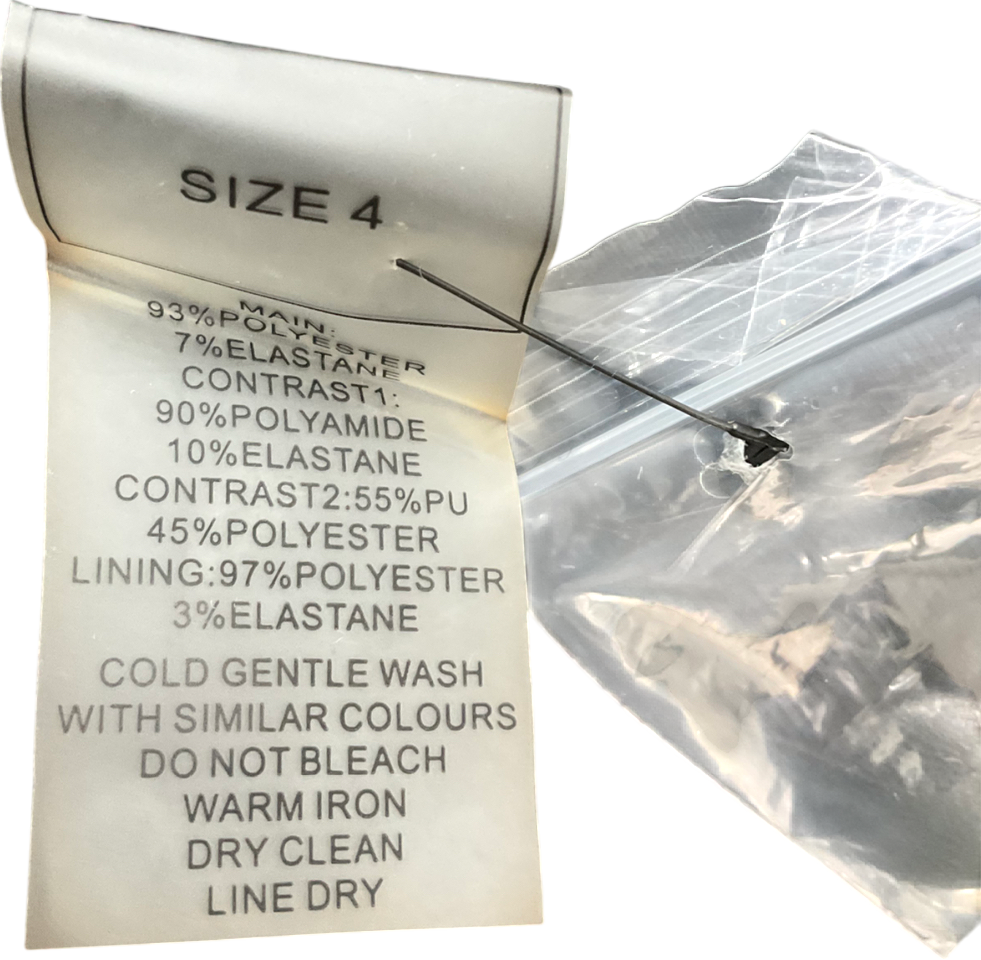 SIZE 4
MAIN:
93%POLYESTER
7%ELASTANE
CONTRAST1:
90%POLYAMIDE
10%ELASTANE
CONTRAST2:55%PU
45%POLYESTER
LINING:97%POLYESTER
3%ELASTANE
COLD GENTLE WASH
WITH SIMILAR COLOURS
DO NOT BLEACH
WARM IRON
DRY CLEAN
LINE DRY